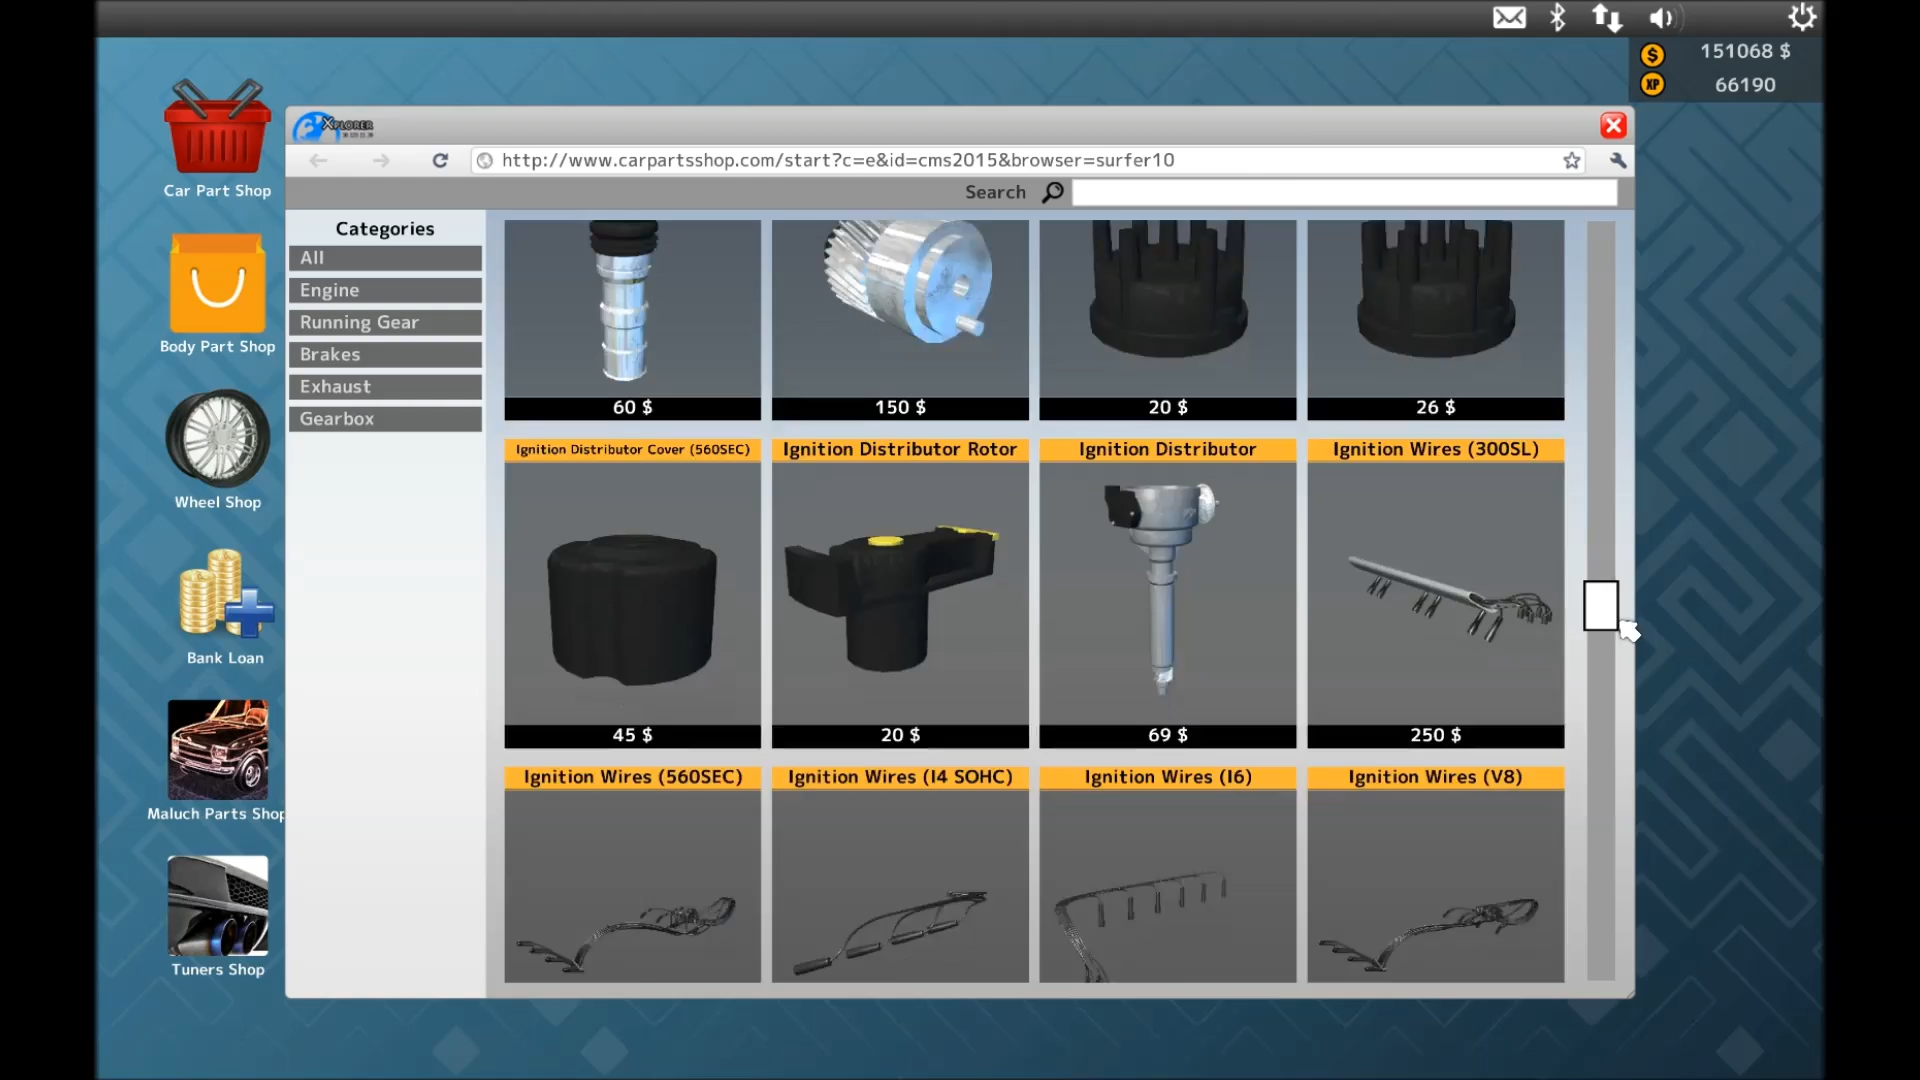 151068 $
66190
XPLORER
http://www.carpartsshop.com/start?c=e&id=cms2015&browser=surfer10
Search
Car Part Shop
Body Part Shop
Wheel Shop
Bank Loan
Maluch Parts Shop
Tuners Shop
Categories
All
Engine
Running Gear
Brakes
Exhaust
Gearbox
60 $
150 $
20 $
26 $
Ignition Distributor Cover (560SEC)
Ignition Distributor Rotor
Ignition Distributor
Ignition Wires (300SL)
45 $
20 $
69 $
250 $
Ignition Wires (560SEC)
Ignition Wires (I4 SOHC)
Ignition Wires (I6)
Ignition Wires (V8)
$
XP